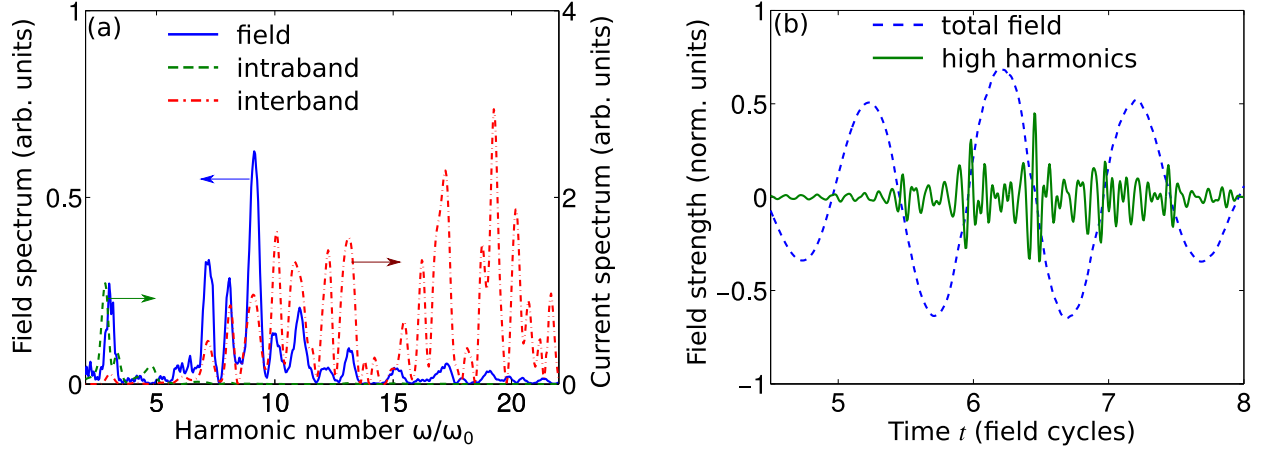 (a)
field
intraband
interband
Field spectrum (arb. units)
1
0.5
0
5
10
15
20
Harmonic number ω/ω₀
4
2
0
Current spectrum (arb. units)
(b)
total field
high harmonics
Field strength (norm. units)
1
0.5
0
−0.5
−1
5
6
7
8
Time t (field cycles)